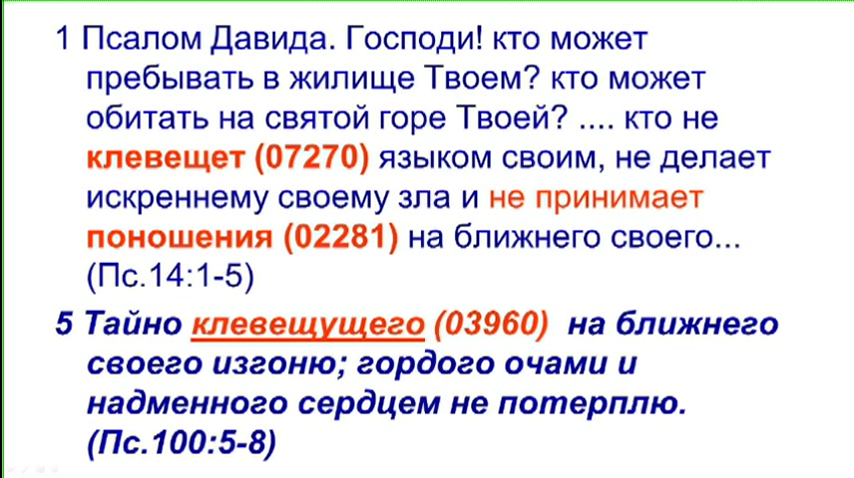 1 Псалом Давида. Господи! кто может
пребывать в жилище Твоем? кто может
обитать на святой горе Твоей? .... кто не
клевещет (07270) языком своим, не делает
искреннему своему зла и не принимает
поношения (02281) на ближнего своего...
(Пс.14:1-5)
5 Тайно клевещущего (03960)  на ближнего
своего изгоню; гордого очами и
надменного сердцем не потерплю.
(Пс.100:5-8)